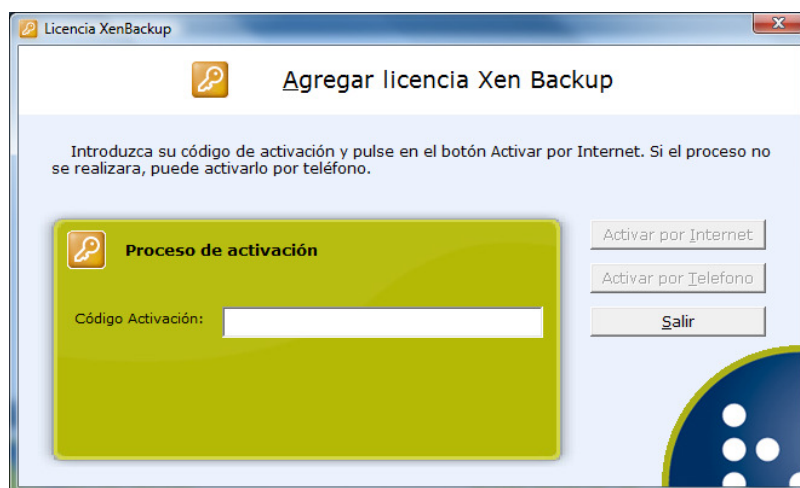 Licencia XenBackup
Agregar licencia Xen Backup
Introduzca su código de activación y pulse en el botón Activar por Internet. Si el proceso no
se realizara, puede activarlo por teléfono.
Proceso de activación
Activar por Internet
Activar por Telefono
Código Activación:
Salir